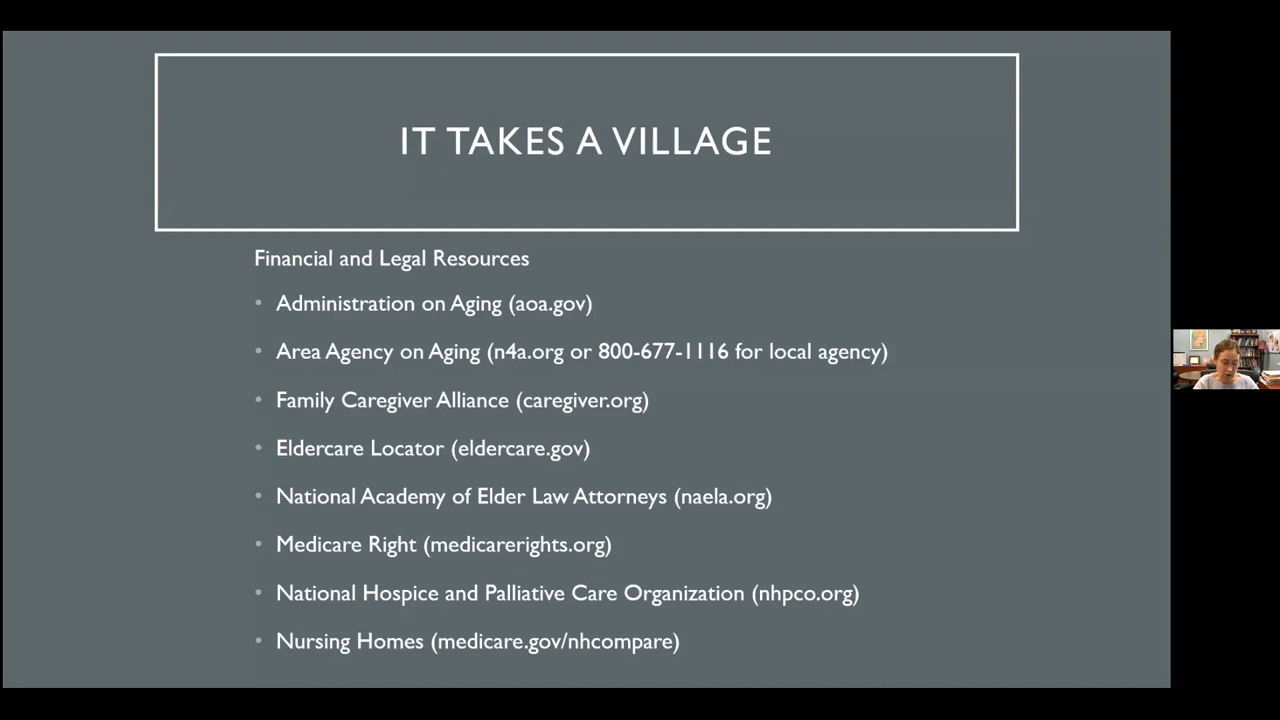 IT TAKES A VILLAGE
Financial and Legal Resources
• Administration on Aging (aoa.gov)
• Area Agency on Aging (n4a.org or 800-677-1116 for local agency)
• Family Caregiver Alliance (caregiver.org)
• Eldercare Locator (eldercare.gov)
• National Academy of Elder Law Attorneys (naela.org)
• Medicare Right (medicarerights.org)
• National Hospice and Palliative Care Organization (nhpco.org)
• Nursing Homes (medicare.gov/nhcompare)